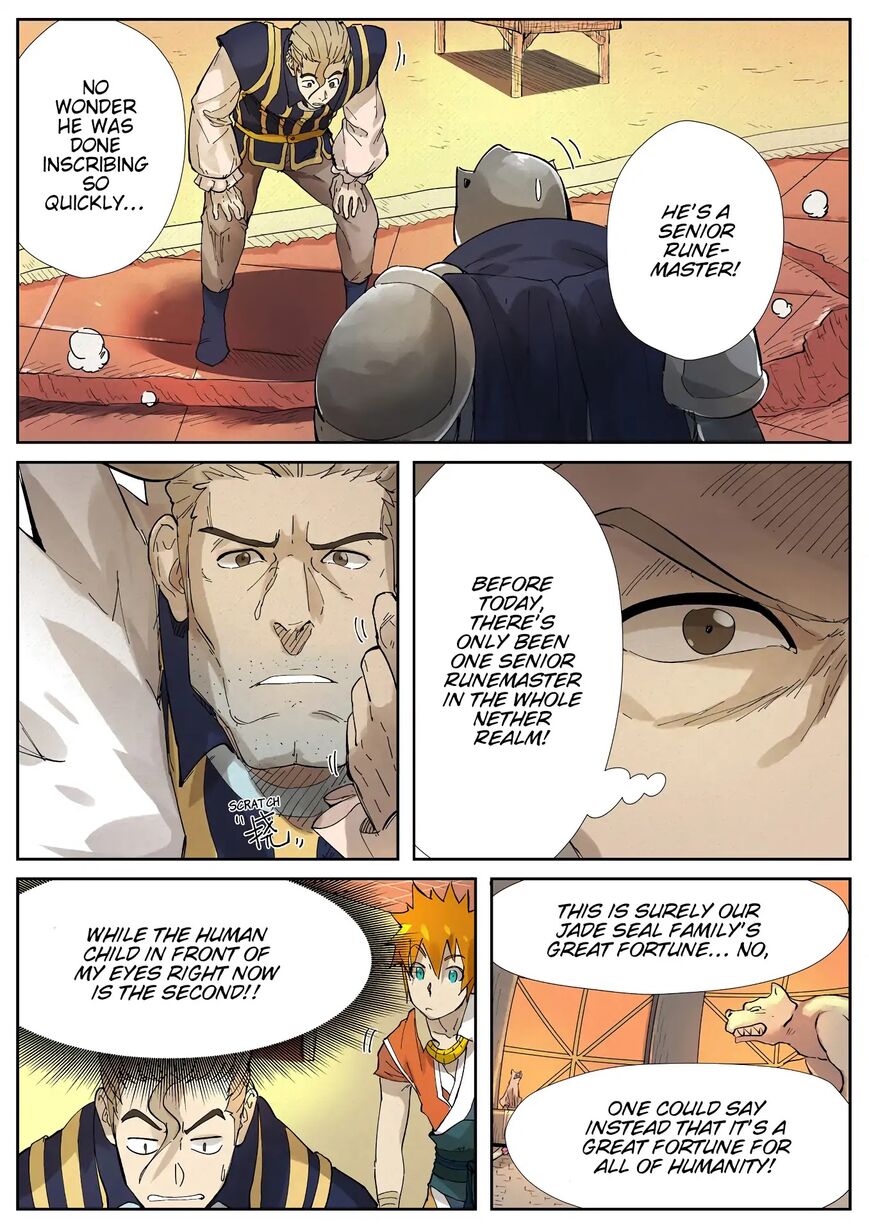 NO
WONDER
HE WAS
DONE
INSCRIBING
SO
QUICKLY...
HE'S A
SENIOR
RUNE-
MASTER!
SCRATCH
挠
BEFORE
TODAY,
THERE'S
ONLY BEEN
ONE SENIOR
RUNEMASTER
IN THE WHOLE
NETHER
REALM!
WHILE THE HUMAN
CHILD IN FRONT OF
MY EYES RIGHT NOW
IS THE SECOND!!
THIS IS SURELY OUR
JADE SEAL FAMILY'S
GREAT FORTUNE... NO,
ONE COULD SAY
INSTEAD THAT IT'S A
GREAT FORTUNE FOR
ALL OF HUMANITY!